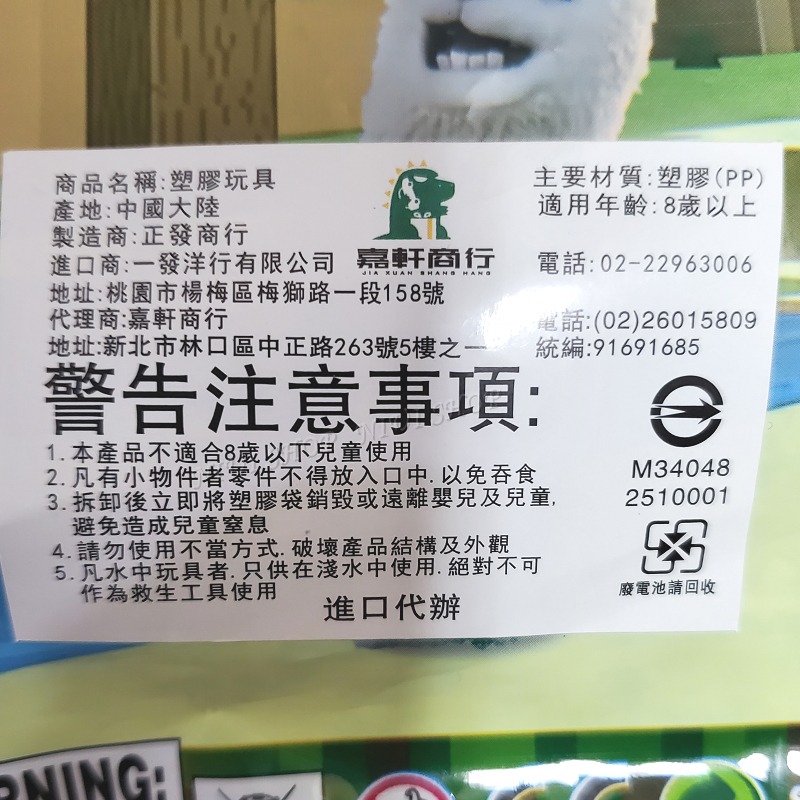 商品名稱:塑膠玩具
主要材質:塑膠(PP)
產地:中國大陸
適用年齡:8歲以上
製造商:正發商行
嘉軒商行
JIA XUAN SHANG HANG
進口商:一發洋行有限公司
電話:02-22963006
地址:桃園市楊梅區梅獅路一段158號
代理商:嘉軒商行
電話:(02)26015809
地址:新北市林口區中正路263號5樓之一
統編:91691685
警告注意事項:
1. 本產品不適合8歲以下兒童使用
2. 凡有小物件者零件不得放入口中.以免吞食
3. 拆卸後立即將塑膠袋銷毀或遠離嬰兒及兒童,
避免造成兒童窒息
4. 請勿使用不當方式.破壞產品結構及外觀
5. 凡水中玩具者.只供在淺水中使用.絕對不可
作為救生工具使用
進口代辦
M34048
2510001
廢電池請回收
RNING: